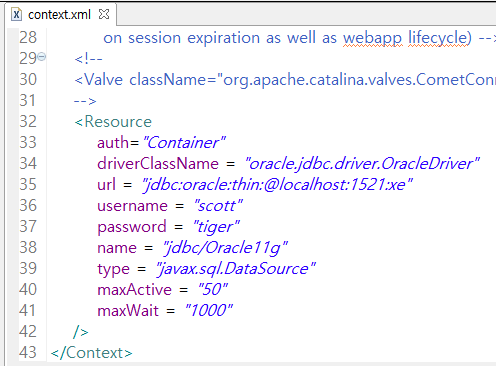 context.xml
28 on session expiration as well as webapp lifecycle) --
29 <!--
30 <Valve className="org.apache.catalina.valves.CometConn
31 -->
32 <Resource
33 auth="Container"
34 driverClassName = "oracle.jdbc.driver.OracleDriver"
35 url = "jdbc:oracle:thin:@localhost:1521:xe"
36 username = "scott"
37 password = "tiger"
38 name = "jdbc/Oracle11g"
39 type = "javax.sql.DataSource"
40 maxActive = "50"
41 maxWait = "1000"
42 />
43 </Context>